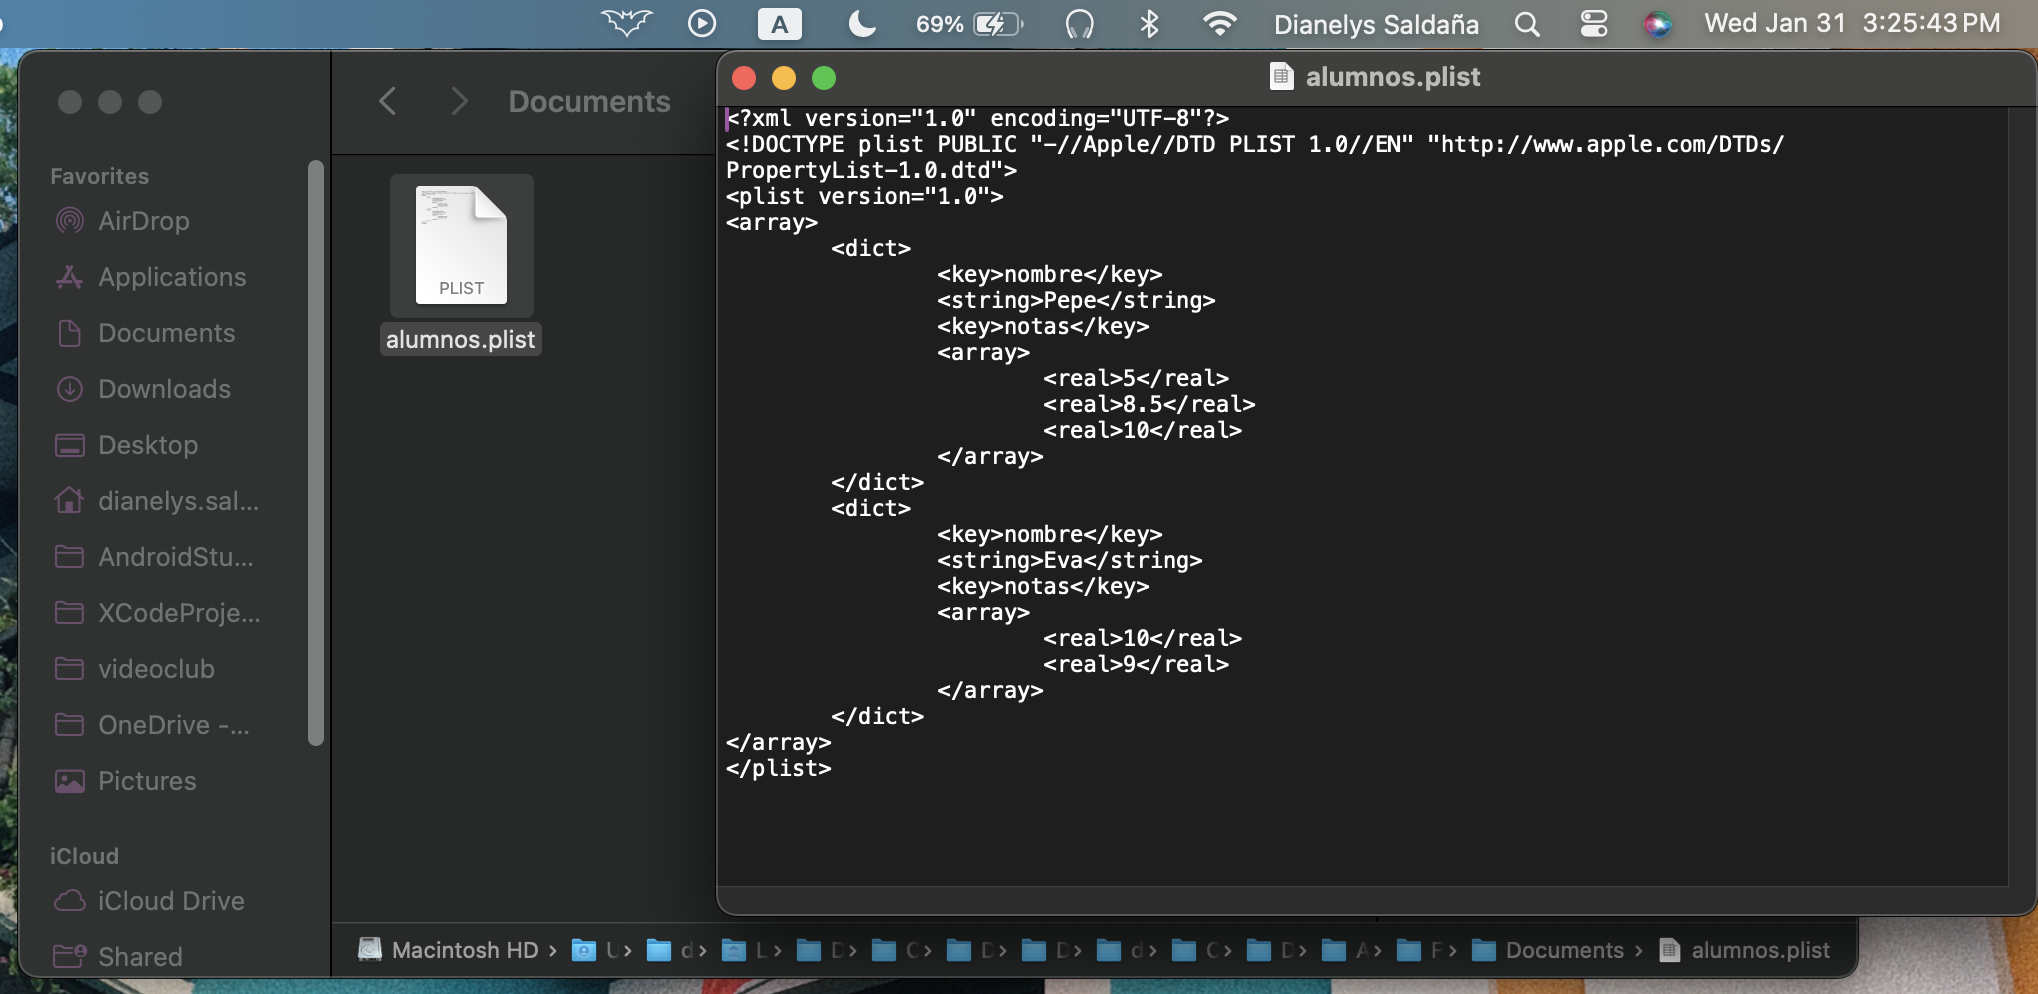 A
69%
Dianelys Saldaña
Wed Jan 31 3:25:43 PM
Documents
Favorites
AirDrop
Applications
Documents
Downloads
Desktop
dianelys.sal...
AndroidStu...
XCodeProje...
videoclub
OneDrive -...
Pictures
iCloud
iCloud Drive
Shared
PLIST
alumnos.plist
alumnos.plist
<?xml version="1.0" encoding="UTF-8"?>
<!DOCTYPE plist PUBLIC "-//Apple//DTD PLIST 1.0//EN" "http://www.apple.com/DTDs/
PropertyList-1.0.dtd">
<plist version="1.0">
<array>
<dict>
<key>nombre</key>
<string>Pepe</string>
<key>notas</key>
<array>
<real>5</real>
<real>8.5</real>
<real>10</real>
</array>
</dict>
<dict>
<key>nombre</key>
<string>Eva</string>
<key>notas</key>
<array>
<real>10</real>
<real>9</real>
</array>
</dict>
</array>
</plist>
Macintosh HD › U › d › L › D › C › D › D › d › C › D › A › F › Documents › alumnos.plist